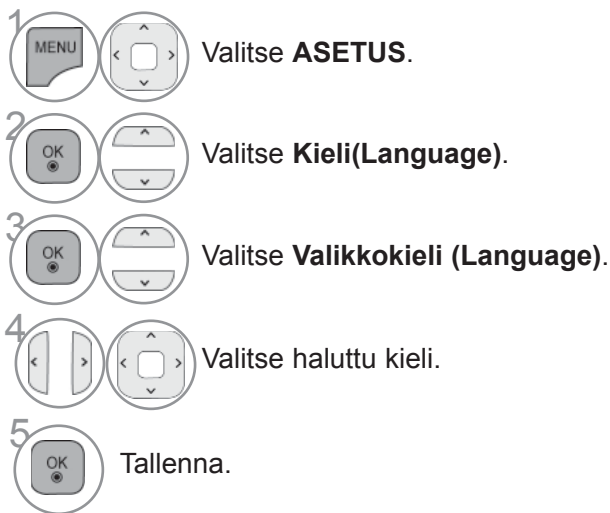 1
MENU
Valitse ASETUS.
2
OK
Valitse Kieli(Language).
3
OK
Valitse Valikkokieli (Language).
4
Valitse haluttu kieli.
5
OK
Tallenna.